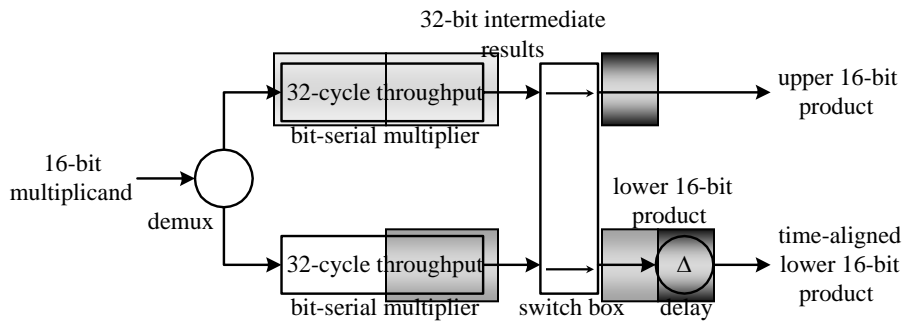 32-bit intermediate
results
32-cycle throughput
bit-serial multiplier
upper 16-bit
product
16-bit
multiplicand
demux
lower 16-bit
product
32-cycle throughput
bit-serial multiplier
switch box
Δ
delay
time-aligned
lower 16-bit
product